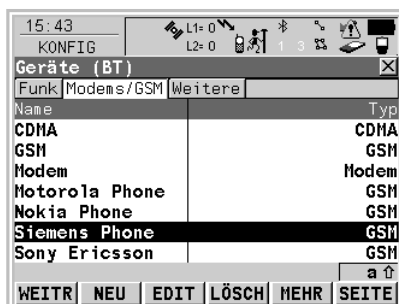 15:43
KONFIG
L1= 0
L2= 0
1 3
Geräte (BT)
Funk Modems/GSM Weitere
Name Typ
CDMA CDMA
GSM GSM
Modem Modem
Motorola Phone GSM
Nokia Phone GSM
Siemens Phone GSM
Sony Ericsson GSM
a
WEITR NEU EDIT LÖSCH MEHR SEITE